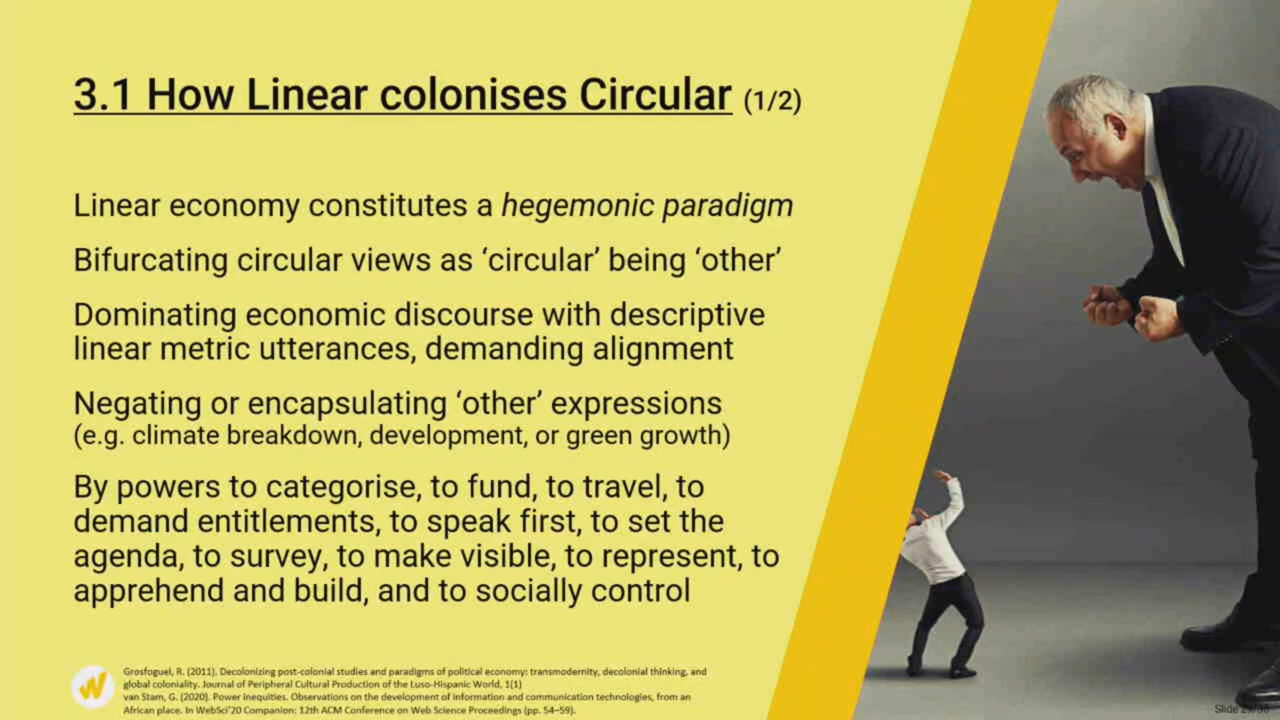 3.1 How Linear colonises Circular (1/2)
Linear economy constitutes a hegemonic paradigm
Bifurcating circular views as ‘circular’ being ‘other’
Dominating economic discourse with descriptive
linear metric utterances, demanding alignment
Negating or encapsulating ‘other’ expressions
(e.g. climate breakdown, development, or green growth)
By powers to categorise, to fund, to travel, to
demand entitlements, to speak first, to set the
agenda, to survey, to make visible, to represent, to
apprehend and build, and to socially control
Grosfoguel, R. (2011). Decolonizing post-colonial studies and paradigms of political economy: transmodernity, decolonial thinking, and
global coloniality. Journal of Peripheral Cultural Production of the Luso-Hispanic World, 1(1)
van Stam, G. (2020). Power Inequities. Observations on the development of information and communication technologies, from an
African place. In WebSci’20 Companion: 12th ACM Conference on Web Science Proceedings (pp. 54–59).
Slide